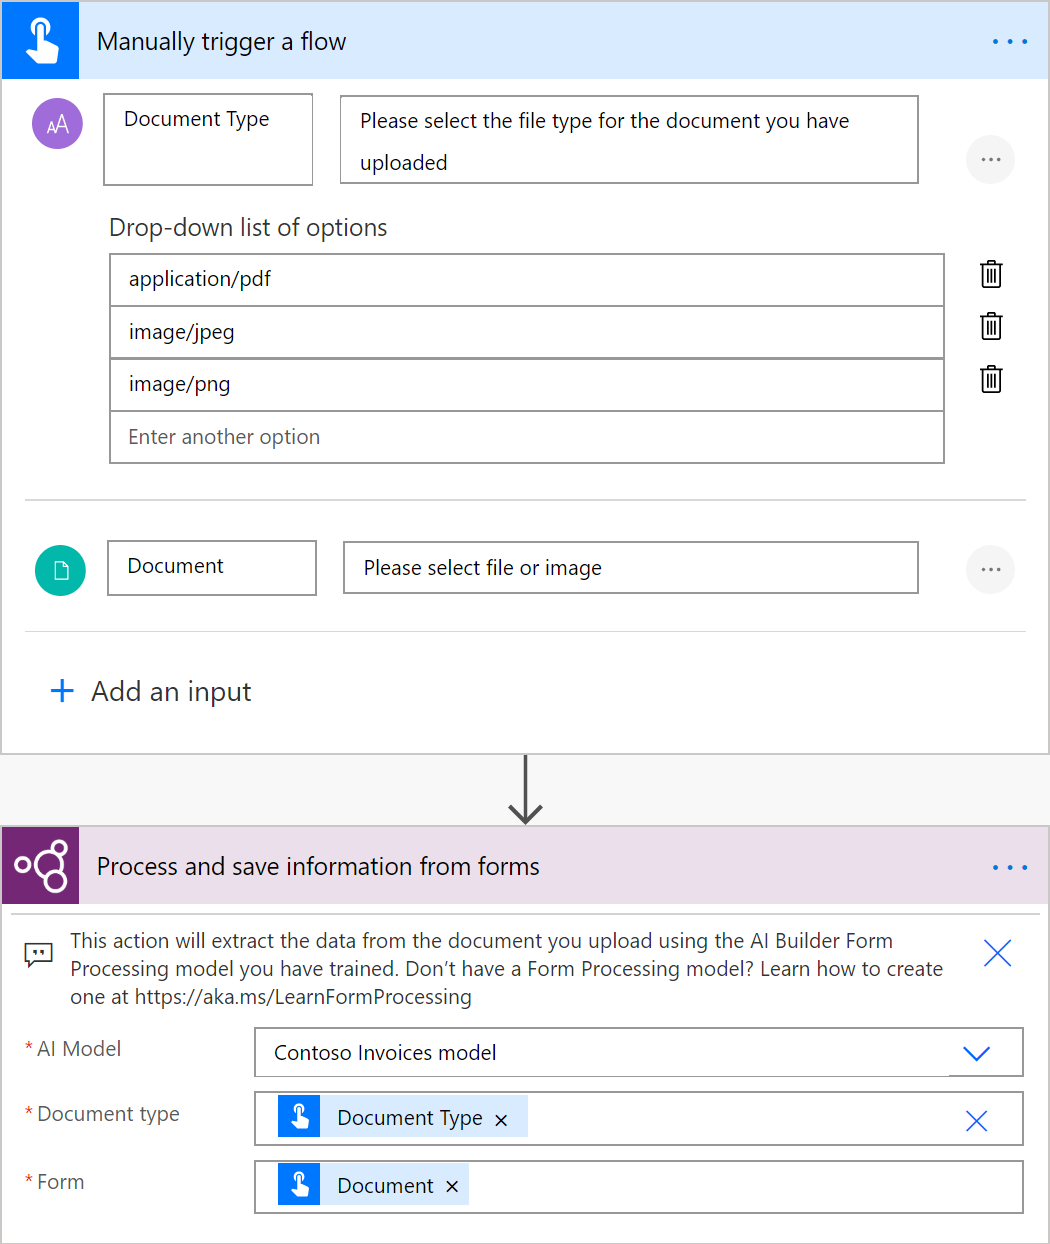 Manually trigger a flow
AA
Document Type
Please select the file type for the document you have
uploaded
Drop-down list of options
application/pdf
image/jpeg
image/png
Enter another option
Document
Please select file or image
+ Add an input
Process and save information from forms
This action will extract the data from the document you upload using the AI Builder Form
Processing model you have trained. Don’t have a Form Processing model? Learn how to create
one at https://aka.ms/LearnFormProcessing
* AI Model
Contoso Invoices model
* Document type
Document Type ×
* Form
Document ×